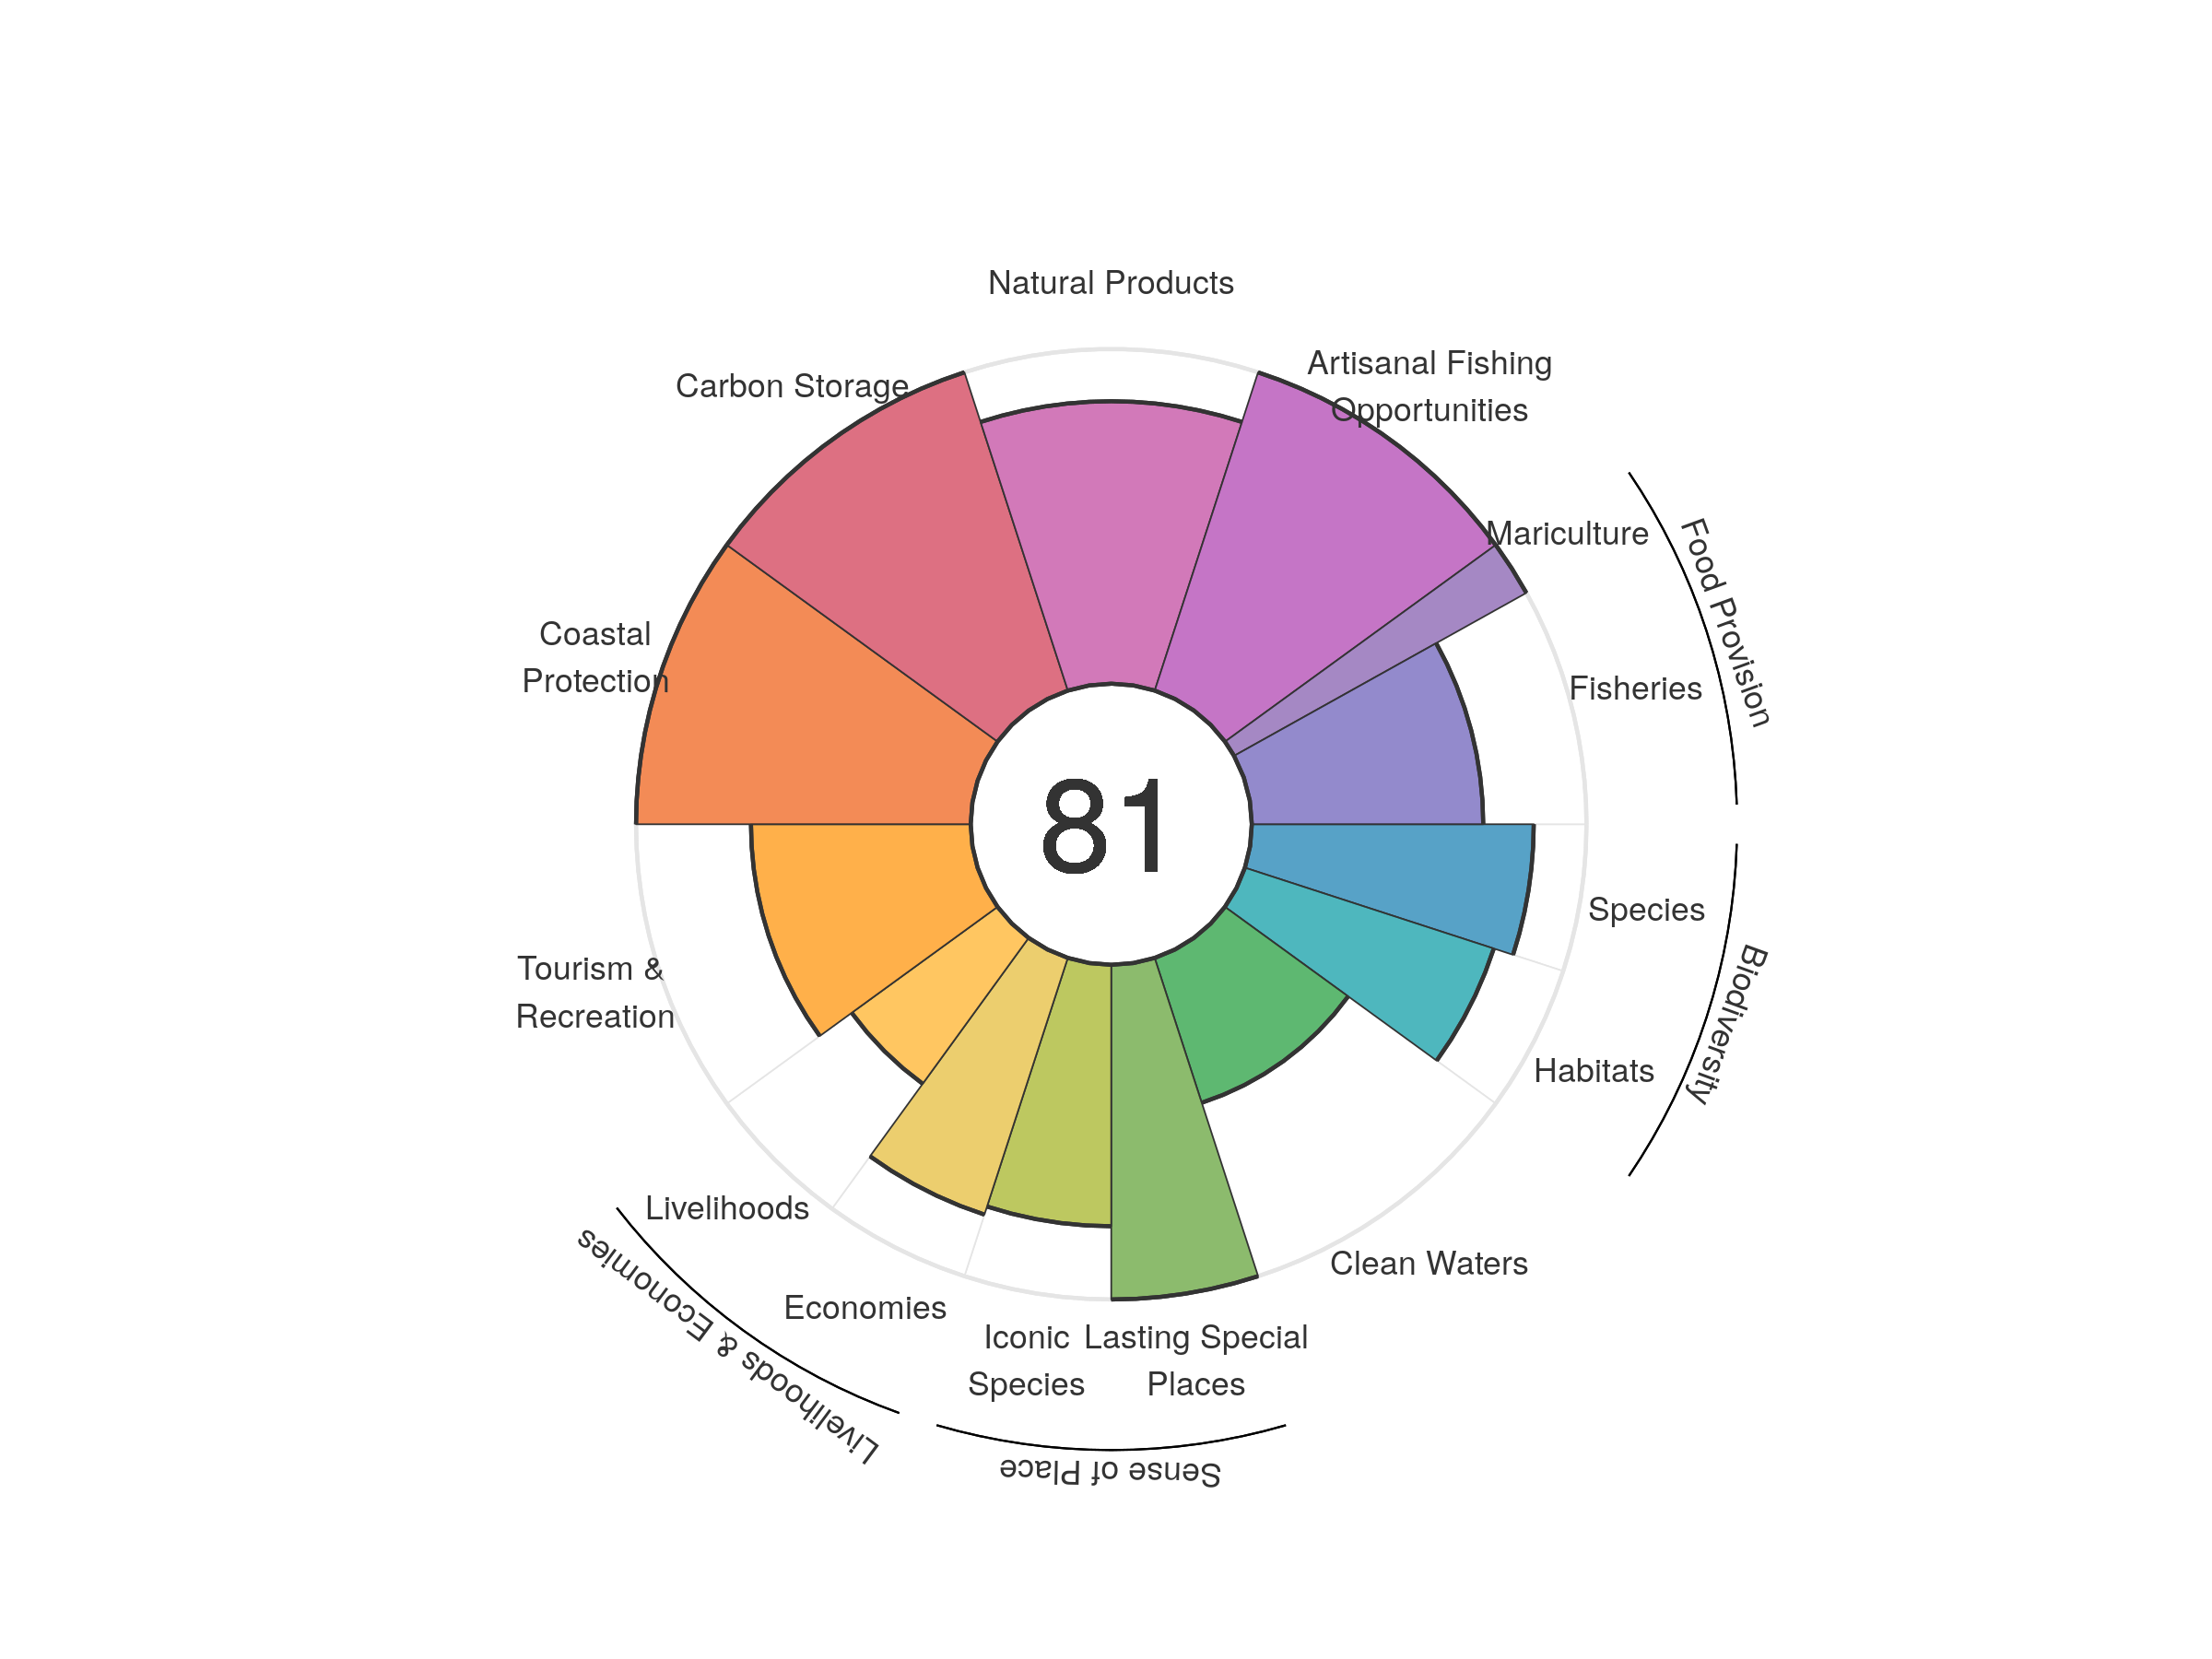 Natural Products
Artisanal Fishing
Opportunities
Carbon Storage
Mariculture
Food Provision
Coastal
Protection
Fisheries
81
Species
Biodiversity
Tourism &
Recreation
Habitats
Livelihoods
Clean Waters
Livelihoods & Economies
Economies
Iconic
Species
Lasting Special
Places
Sense of Place